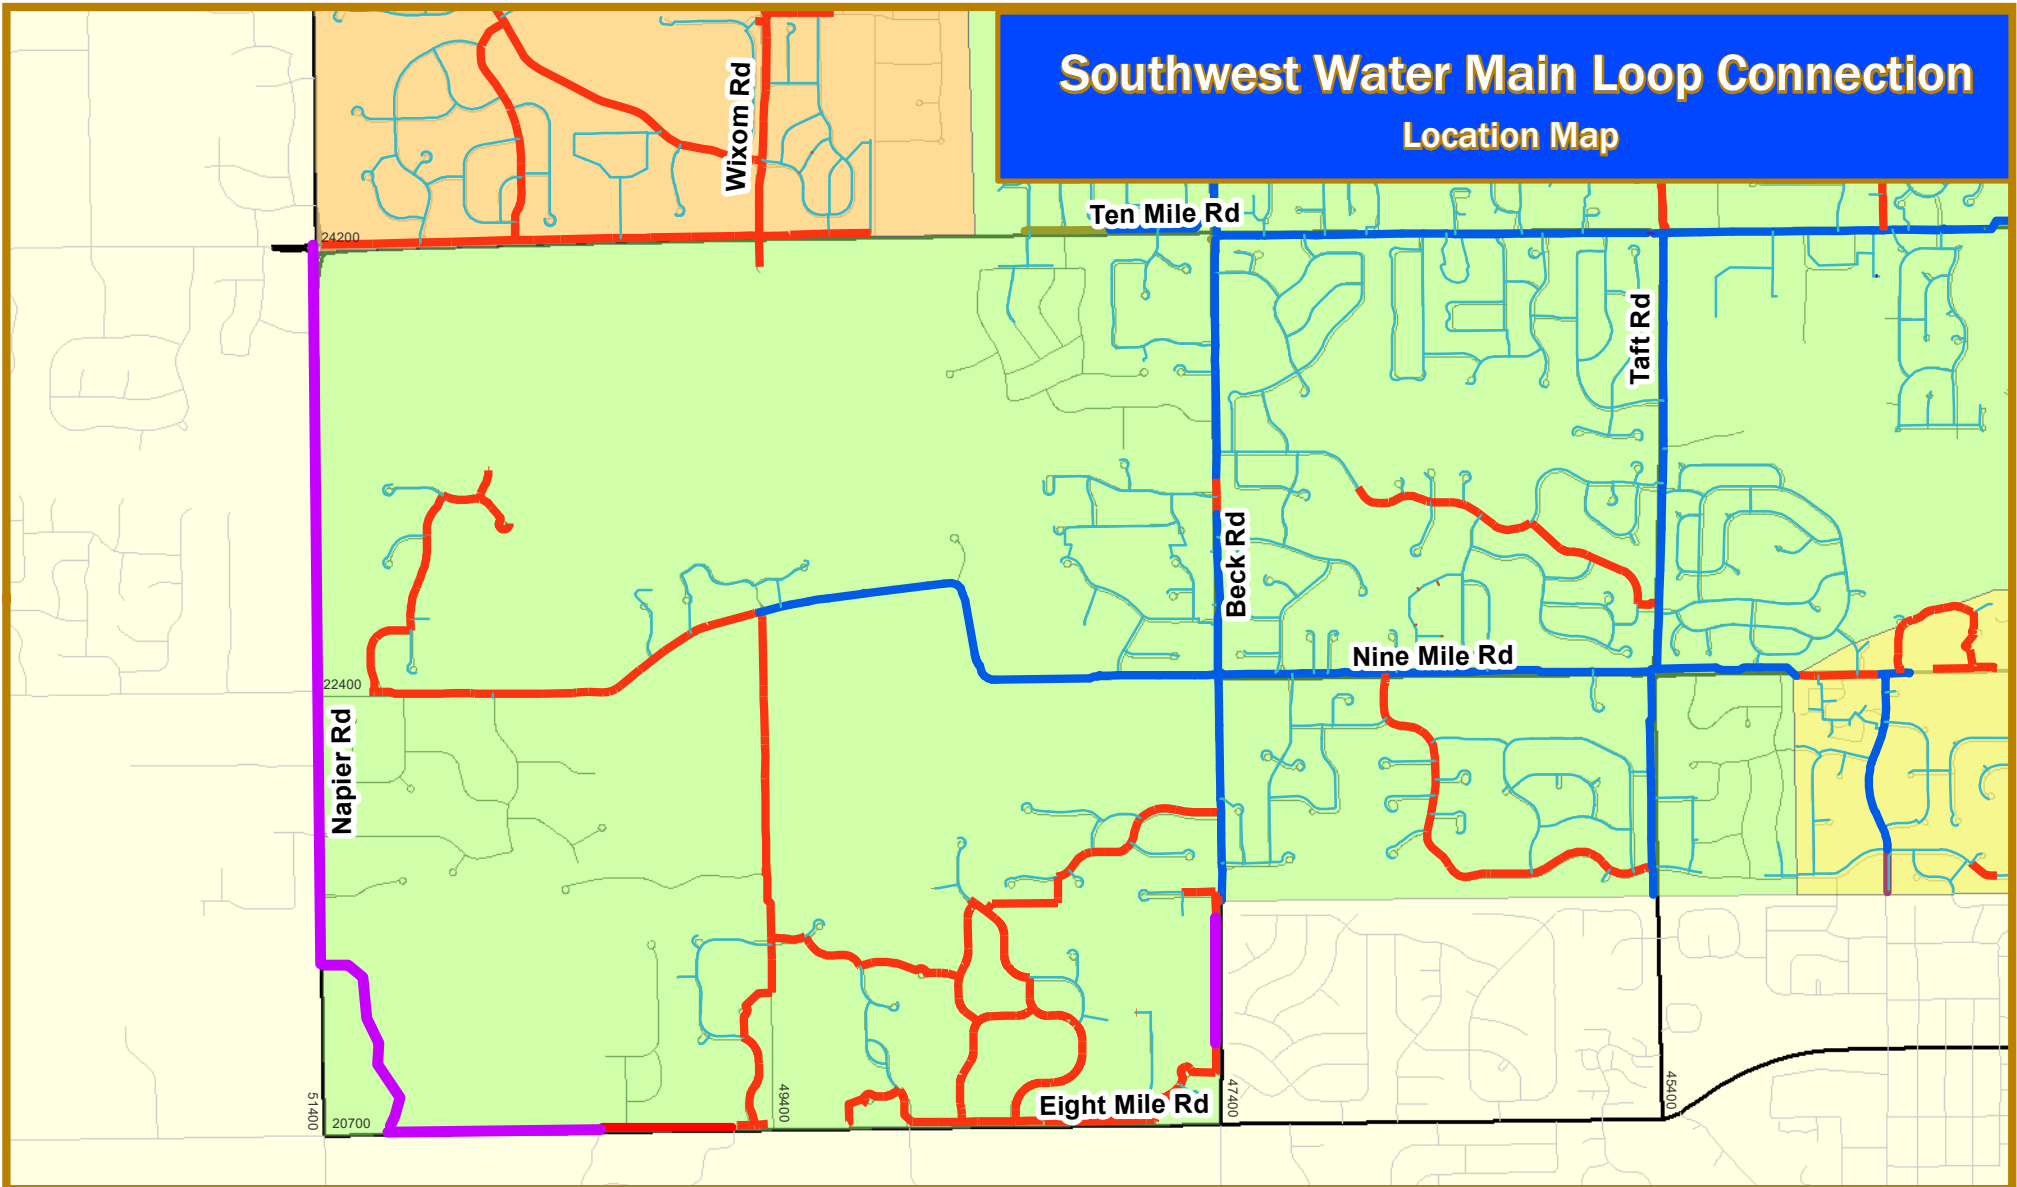 Southwest Water Main Loop Connection
Location Map
Wixom Rd
Ten Mile Rd
24200
Taft Rd
Beck Rd
Nine Mile Rd
22400
Napier Rd
51400
20700
49400
Eight Mile Rd
47400
45400